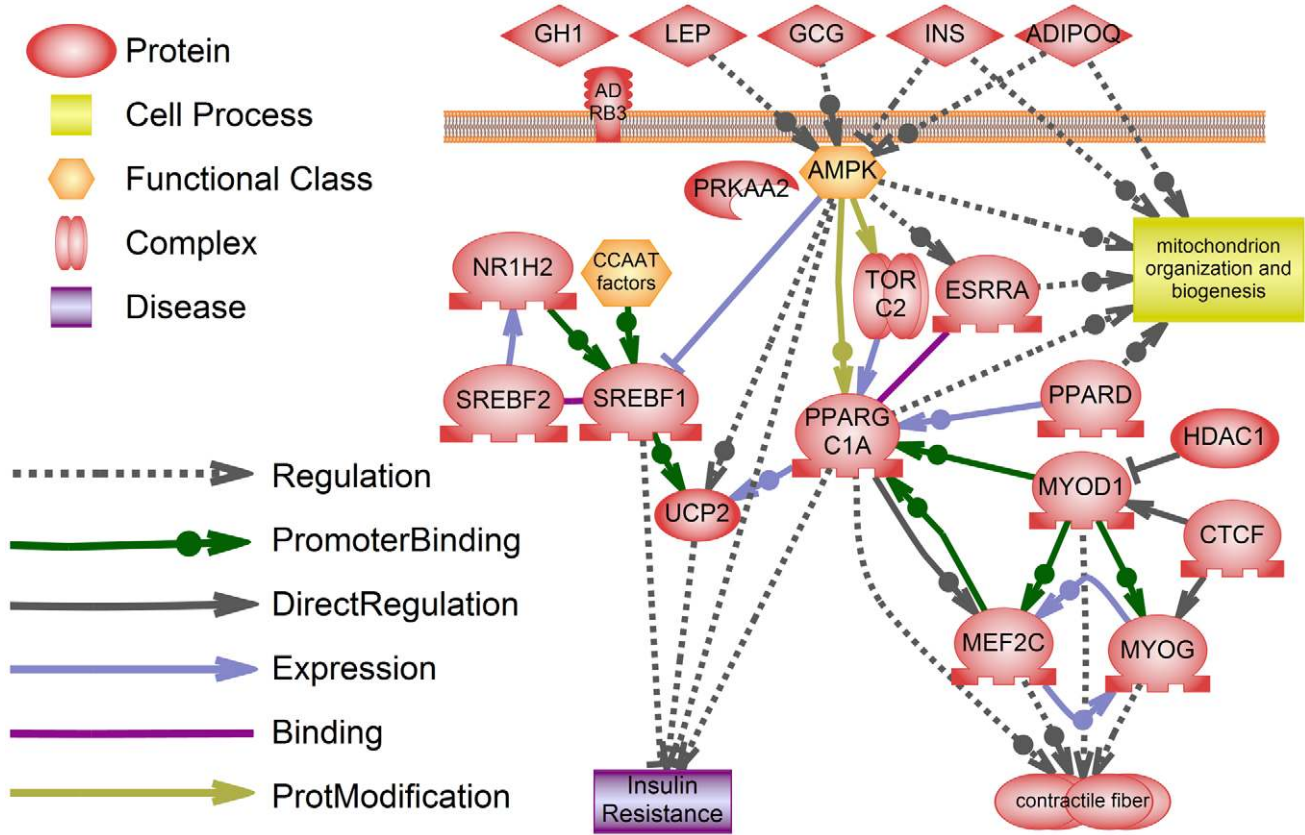 Protein
Cell Process
Functional Class
Complex
Disease
Regulation
PromoterBinding
DirectRegulation
Expression
Binding
ProtModification
GH1
LEP
GCG
INS
ADIPOQ
AD
RB3
AMPK
PRKAA2
NR1H2
CCAAT
factors
TOR
C2
ESRRA
mitochondrion
organization and
biogenesis
SREBF2
SREBF1
PPARG
C1A
PPARD
HDAC1
MYOD1
UCP2
CTCF
MEF2C
MYOG
Insulin
Resistance
contractile fiber